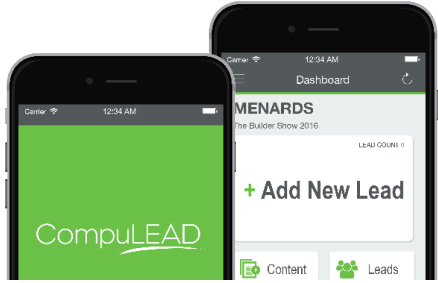 Carrier 12:34 AM
CompuLEAD
Carrier 12:34 AM
Dashboard
MENARDS
The Builder Show 2016
LEAD COUNT 0
+ Add New Lead
Content
Leads